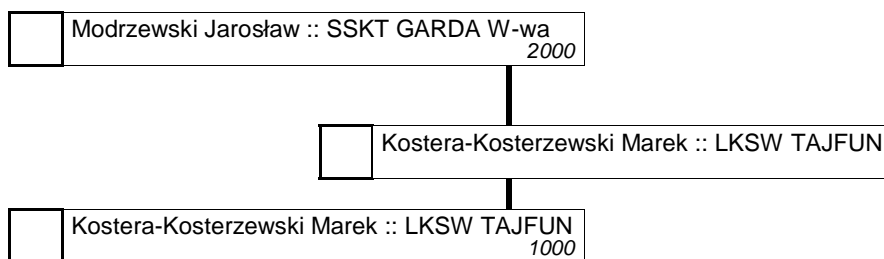 Modrzewski Jarosław :: SSKT GARDA W-wa
2000
Kostera-Kosterzewski Marek :: LKSW TAJFUN
Kostera-Kosterzewski Marek :: LKSW TAJFUN
1000